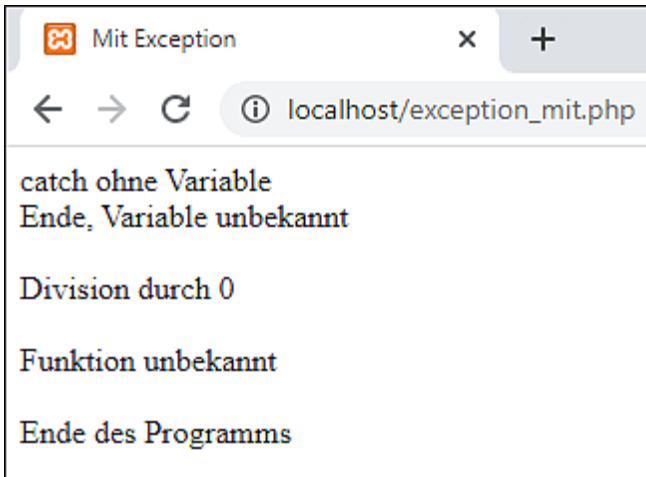 Mit Exception
localhost/exception_mit.php
catch ohne Variable
Ende, Variable unbekannt
Division durch 0
Funktion unbekannt
Ende des Programms